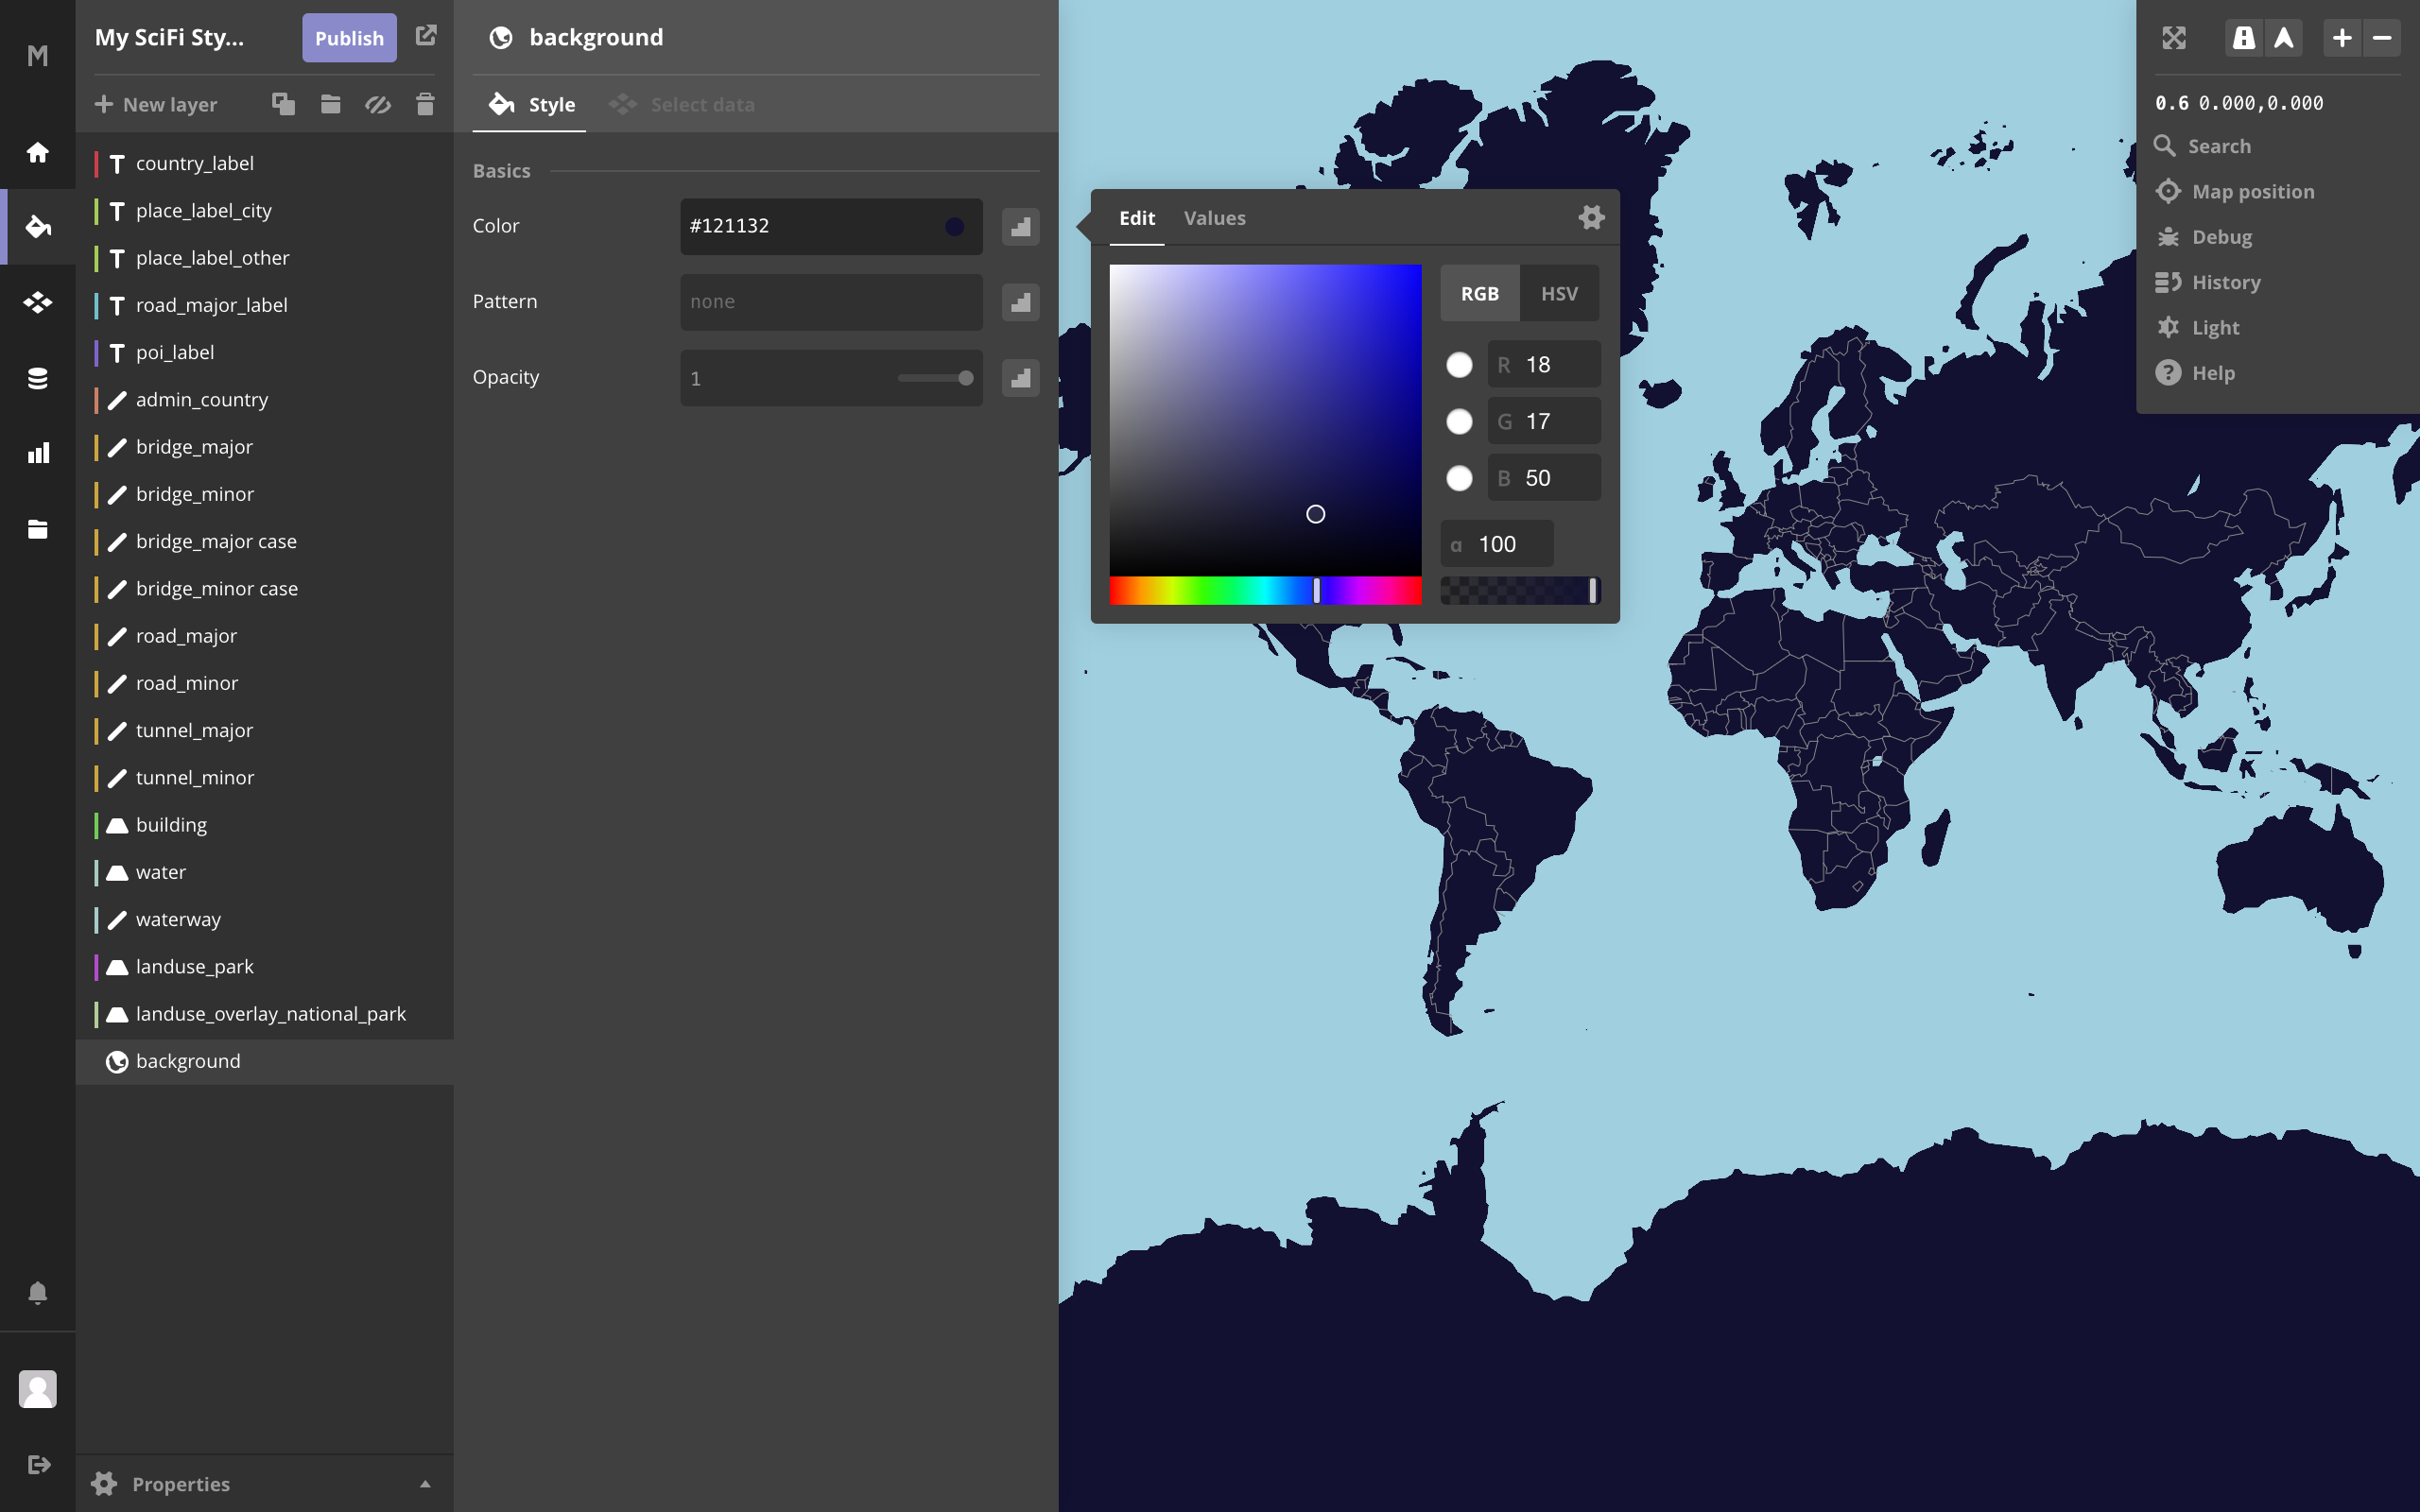 M
My SciFi Sty...
Publish
New layer
country_label
place_label_city
place_label_other
road_major_label
poi_label
admin_country
bridge_major
bridge_minor
bridge_major case
bridge_minor case
road_major
road_minor
tunnel_major
tunnel_minor
building
water
waterway
landuse_park
landuse_overlay_national_park
background
Properties
background
Style
Select data
Basics
Color
#121132
Pattern
none
Opacity
1
Edit
Values
RGB
HSV
R 18
G 17
B 50
α 100
0.6 0.000,0.000
Search
Map position
Debug
History
Light
Help